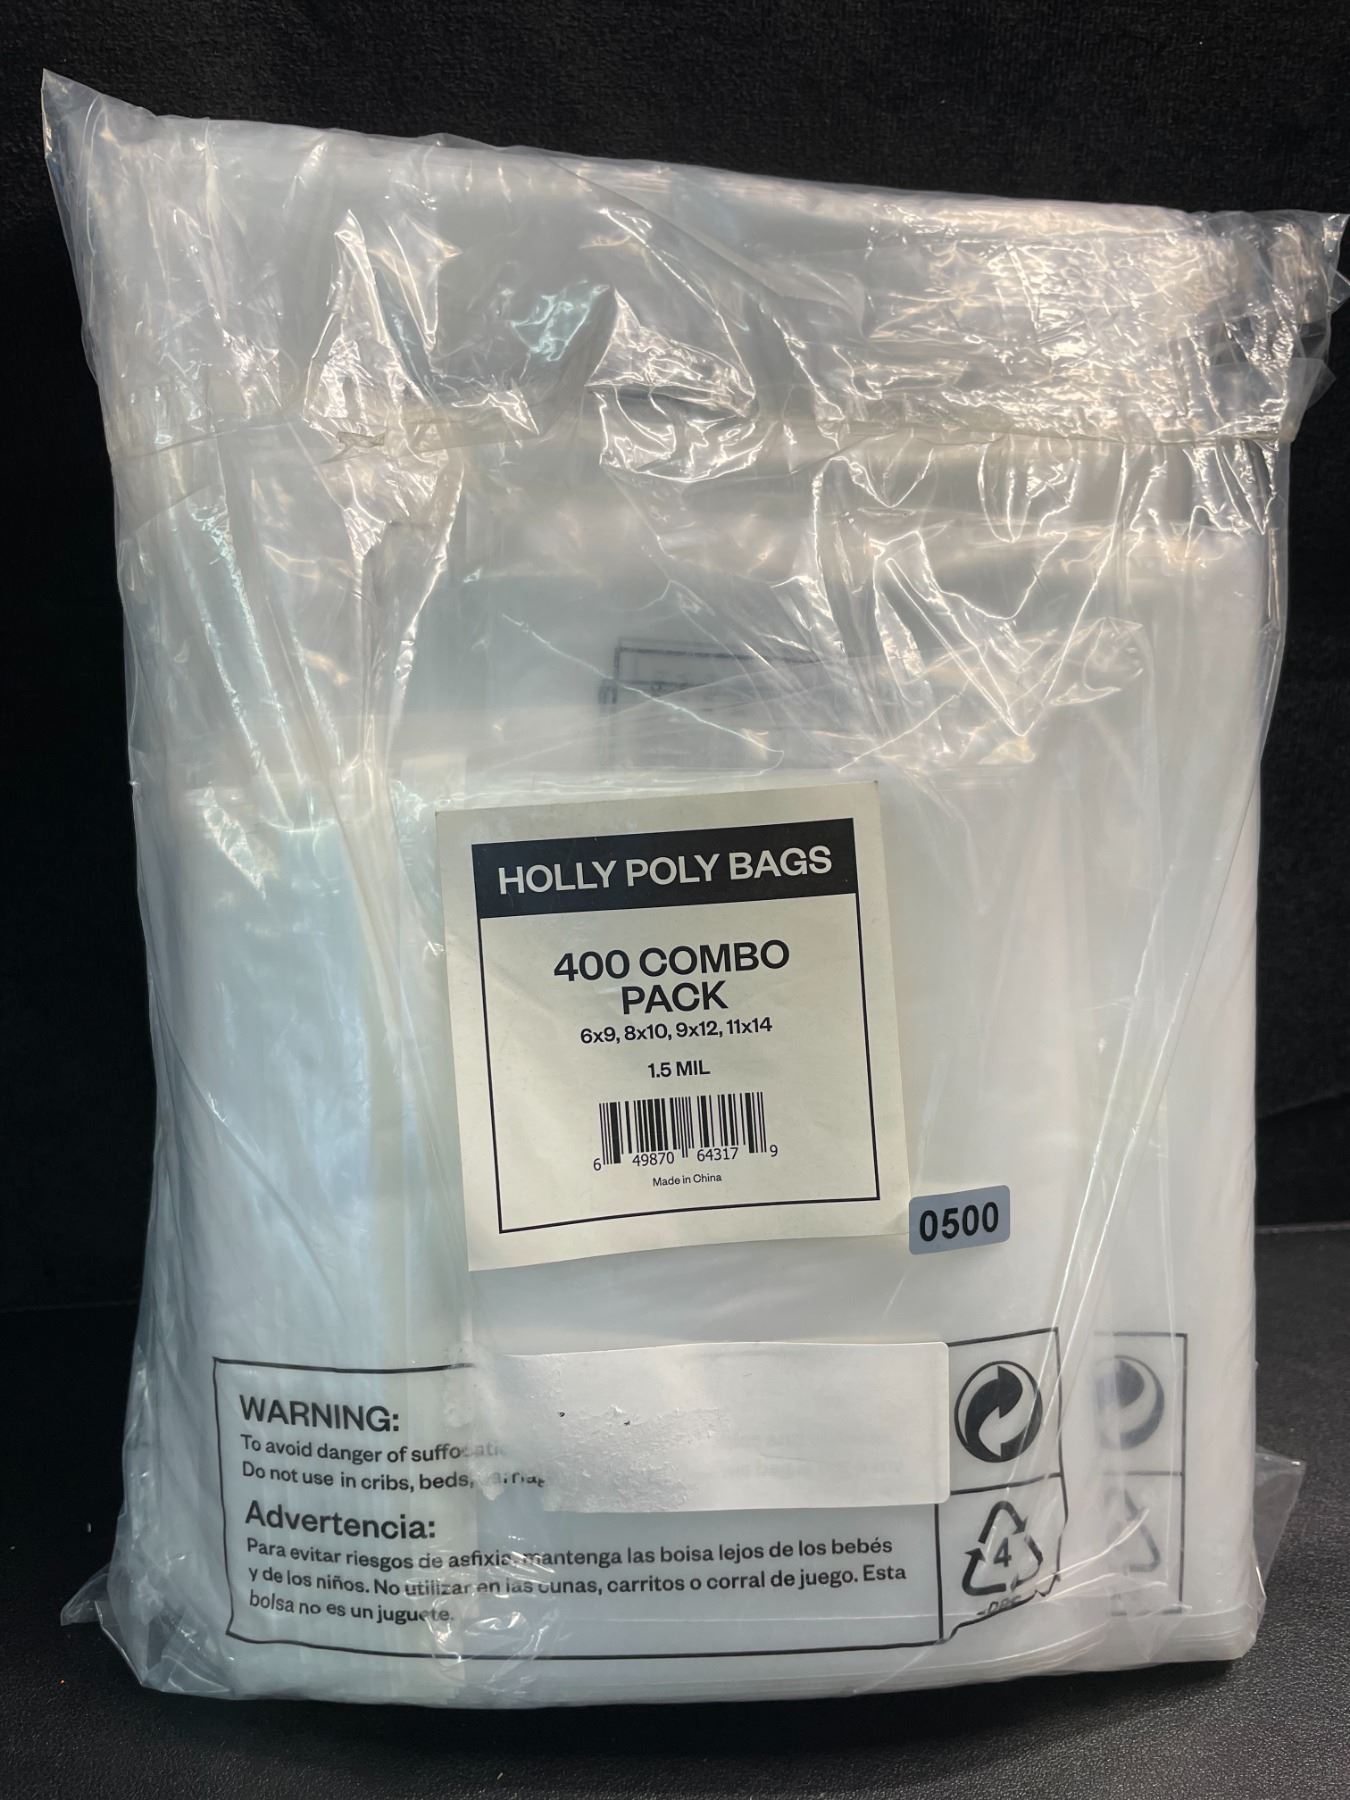 HOLLY POLY BAGS
400 COMBO
PACK
6x9, 8x10, 9x12, 11x14
1.5 MIL
6 49870 64317 9
Made in China
0500
WARNING:
To avoid danger of
Do not use in cribs, beds,
Advertencia:
Para evitar riesgos de asfixia, mantenga las boisa lejos de los bebés
y de los niños. No utilizar en las cunas, carritos o corral de juego. Esta
bolsa no es un juguete.
4